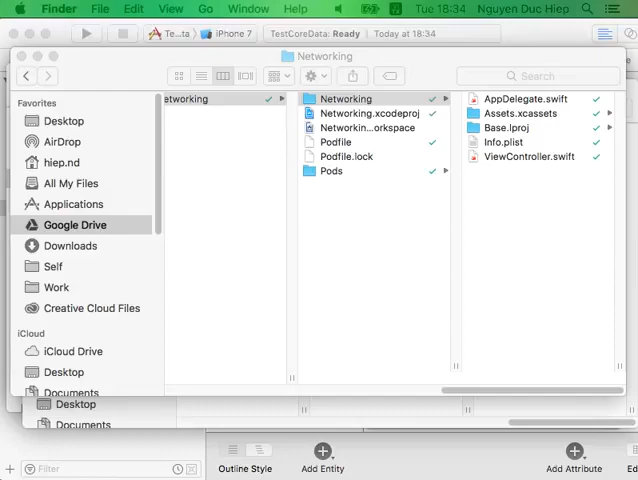 Finder File Edit View Go Window Help Tue 18:34 Nguyen Duc Hiep
Te...ta iPhone 7 TestCoreData: Ready Today at 18:34
Networking
Search
Favorites
Desktop
AirDrop
hiep.nd
All My Files
Applications
Google Drive
Downloads
Self
Work
Creative Cloud Files
iCloud
iCloud Drive
Desktop
Documents
etworking
Networking
Networking.xcodeproj
Networkin...orkspace
Podfile
Podfile.lock
Pods
AppDelegate.swift
Assets.xcassets
Base.lproj
Info.plist
ViewController.swift
Desktop
Documents
Filter
Outline Style
Add Entity
Add Attribute